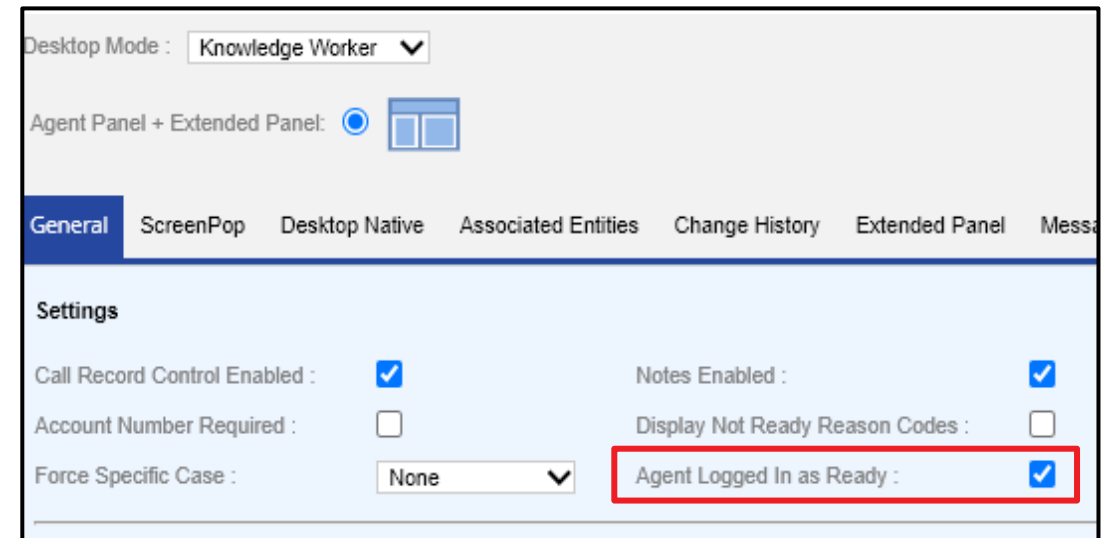 Desktop Mode : Knowledge Worker
Agent Panel + Extended Panel:
General ScreenPop Desktop Native Associated Entities Change History Extended Panel Messa
Settings
Call Record Control Enabled : Notes Enabled :
Account Number Required : Display Not Ready Reason Codes :
Force Specific Case : None Agent Logged In as Ready :